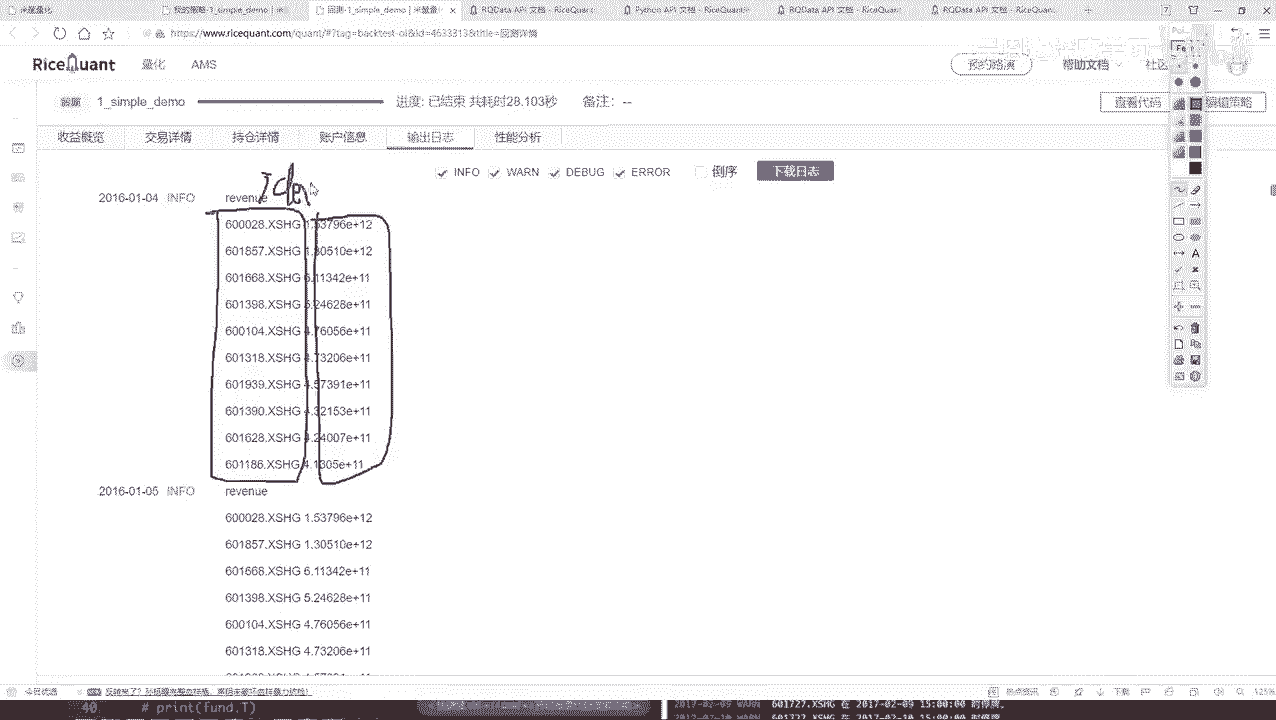 米筐量化
我的策略-1_simple_demo | 米
回测-1_simple_demo | 米筐量
RQData API 文档 - RiceQuant
Python API 文档 - RiceQuant
RQData API 文档 - RiceQuant
RQData API 文档 - RiceQuant
https://www.ricequant.com/quant/#?tag=backtest
RiceQuant 量化 AMS 预约路演 帮助文档 社区
1_simple_demo 进度: 已结束 共耗时28.103秒 备注: -- 查看代码 编辑策略
收益概览 交易详情 持仓详情 账户信息 输出日志 性能分析
INFO WARN DEBUG ERROR 倒序 下载日志
2016-01-04 INFO revenue
600028.XSHG 1.53796e+12
601857.XSHG 1.30510e+12
601668.XSHG 6.11342e+11
601398.XSHG 5.24628e+11
600104.XSHG 4.76056e+11
601318.XSHG 4.73206e+11
601939.XSHG 4.57391e+11
601390.XSHG 4.32153e+11
601628.XSHG 4.24007e+11
601186.XSHG 4.1305e+11
2016-01-05 INFO revenue
600028.XSHG 1.53796e+12
601857.XSHG 1.30510e+12
601668.XSHG 6.11342e+11
601398.XSHG 5.24628e+11
600104.XSHG 4.76056e+11
601318.XSHG 4.73206e+11
40 # print(fund.T)
2017-02-09 WARN 601727.XSHG 在 2017-02-09 15:00:00 时停牌。